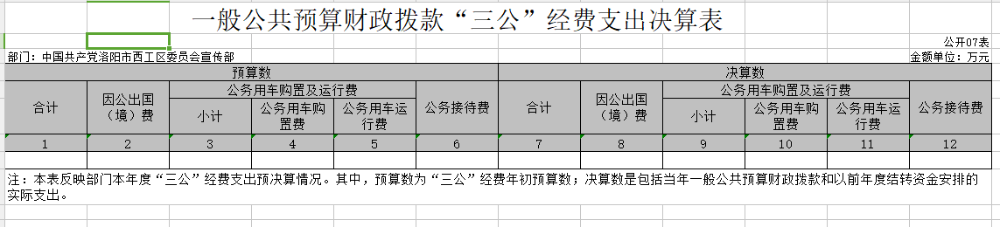 一般公共预算财政拨款“三公”经费支出决算表
公开07表
部门：中国共产党洛阳市西工区委员会宣传部 金额单位：万元
预算数 决算数
合计 因公出国（境）费 公务用车购置及运行费 公务接待费 合计 因公出国（境）费 公务用车购置及运行费 公务接待费
小计 公务用车购置费 公务用车运行费 小计 公务用车购置费 公务用车运行费
1 2 3 4 5 6 7 8 9 10 11 12
注：本表反映部门本年度“三公”经费支出预决算情况。其中，预算数为“三公”经费年初预算数；决算数是包括当年一般公共预算财政拨款和以前年度结转资金安排的
实际支出。